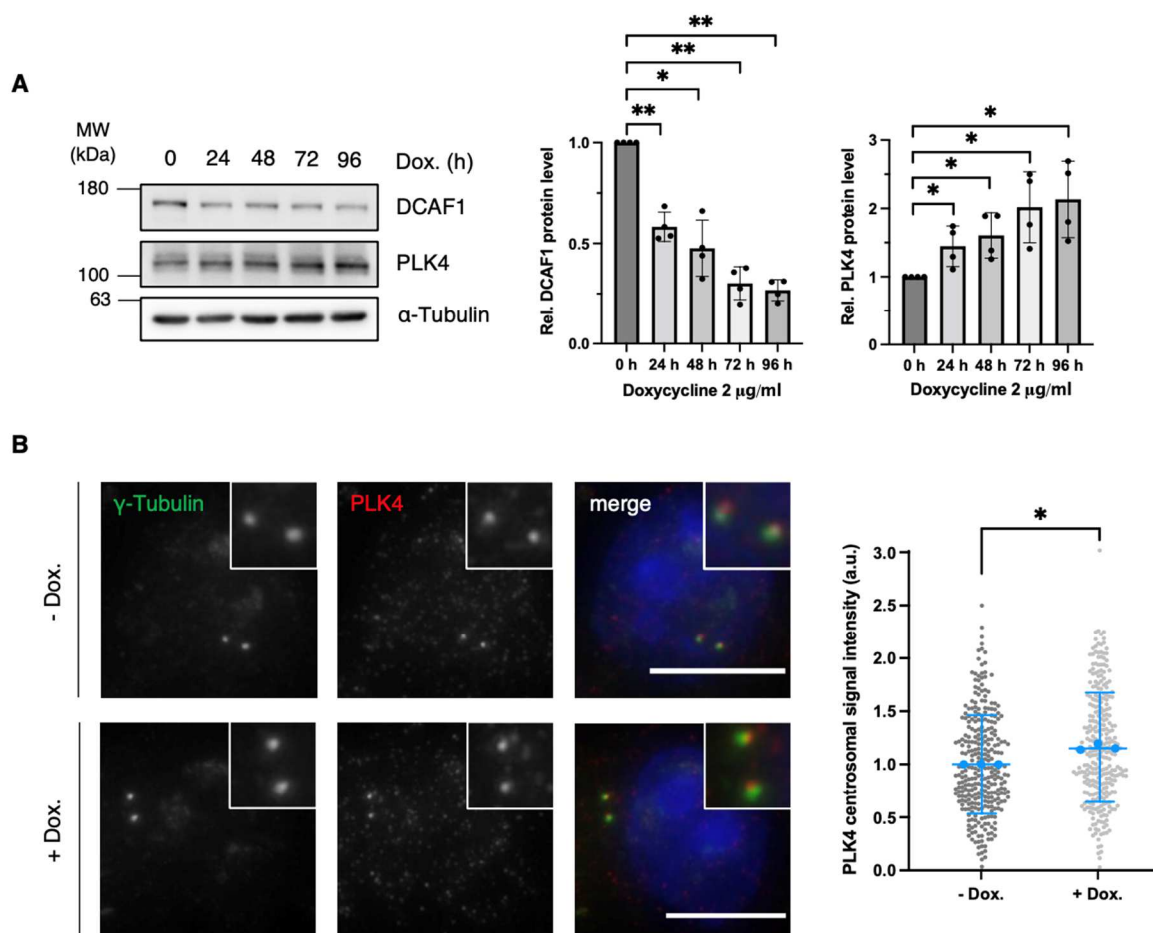 A
MW
(kDa)
0 24 48 72 96 Dox. (h)
180
DCAF1
PLK4
100
63
α-Tubulin
**
**
*
**
Rel. DCAF1 protein level
1.0
0.5
0.0
0 h 24 h 48 h 72 h 96 h
Doxycycline 2 μg/ml
*
*
*
*
Rel. PLK4 protein level
3
2
1
0
0 h 24 h 48 h 72 h 96 h
Doxycycline 2 μg/ml
B
- Dox.
γ-Tubulin PLK4 merge
+ Dox.
*
PLK4 centrosomal signal intensity (a.u.)
3.0
2.5
2.0
1.5
1.0
0.5
0.0
- Dox. + Dox.